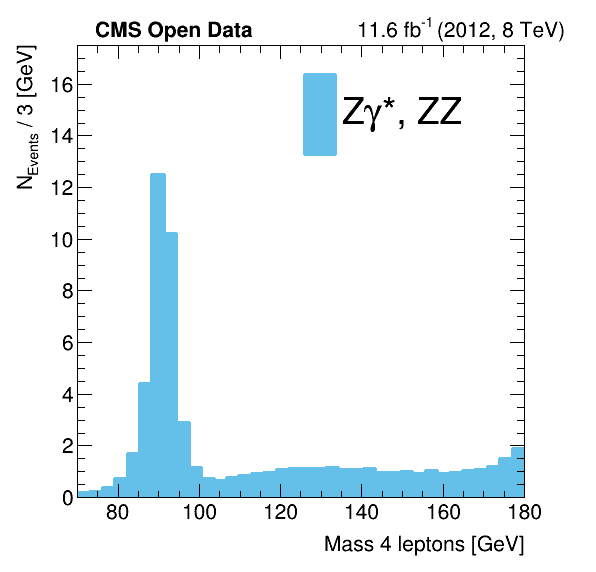 CMS Open Data
11.6 fb⁻¹ (2012, 8 TeV)
N_Events / 3 [GeV]
16
14
12
10
8
6
4
2
0
Zγ*, ZZ
80 100 120 140 160 180
Mass 4 leptons [GeV]